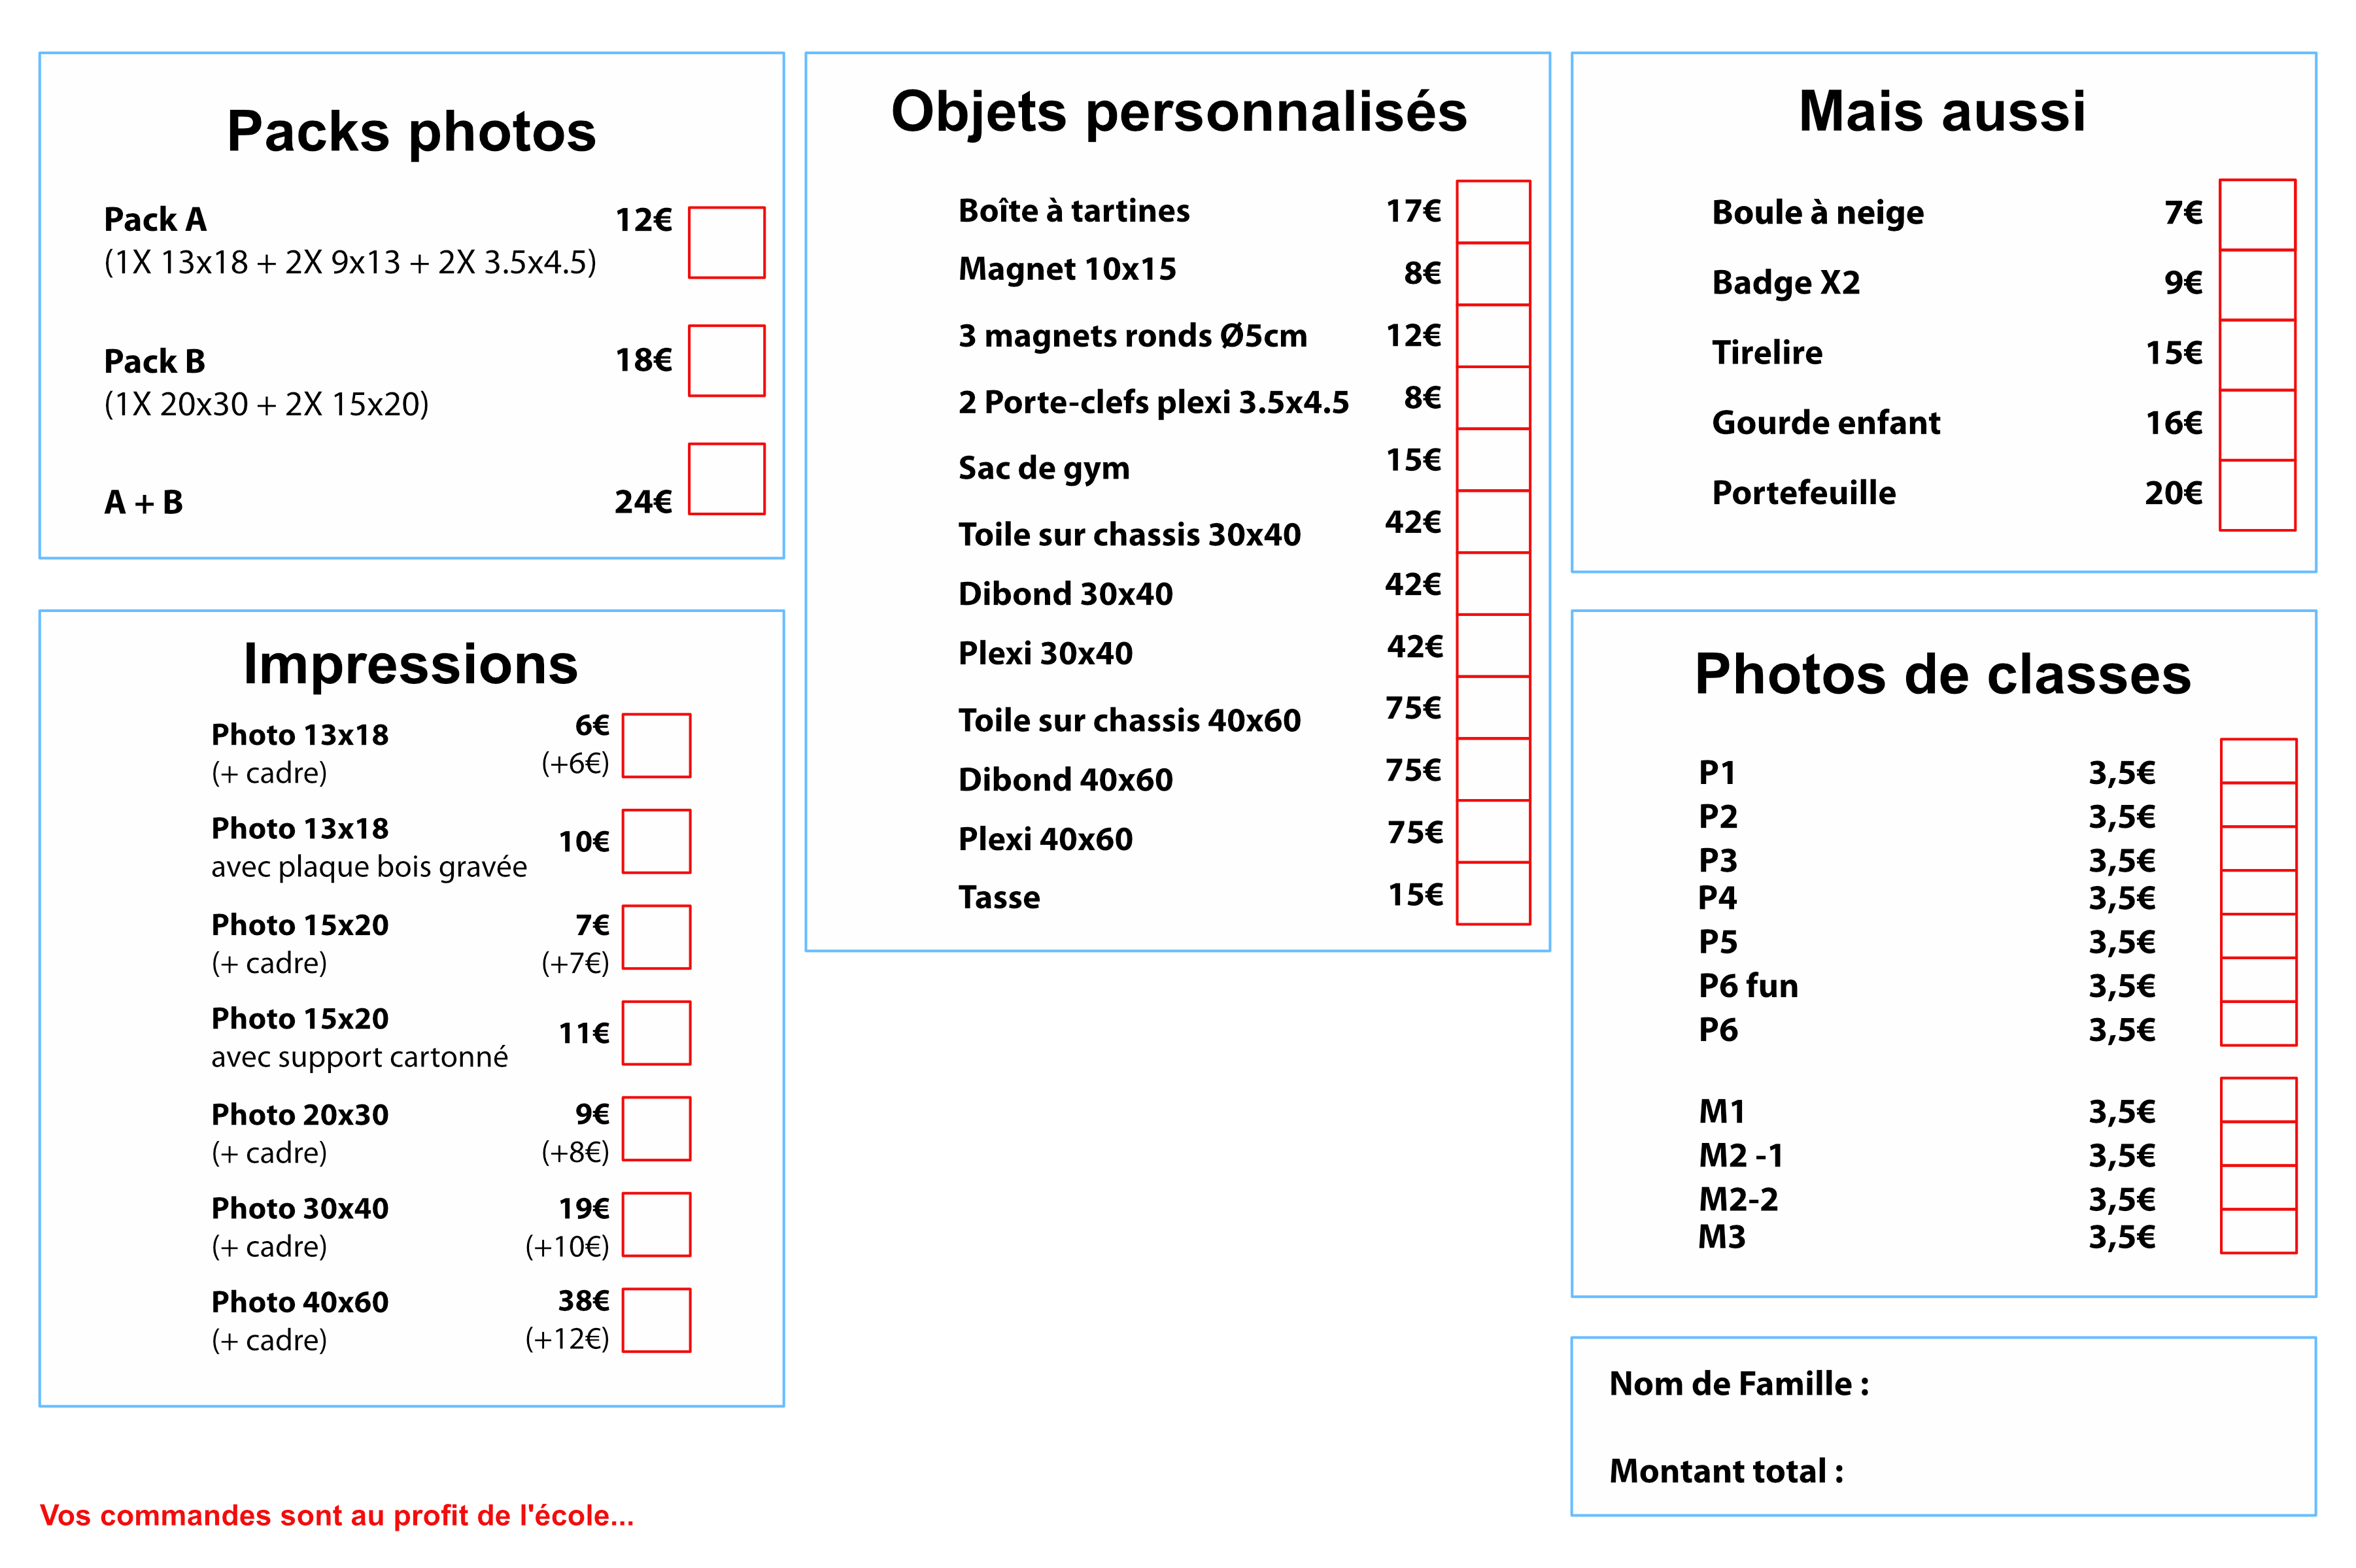 Packs photos
Pack A 12€
(1X 13x18 + 2X 9x13 + 2X 3.5x4.5)
Pack B 18€
(1X 20x30 + 2X 15x20)
A + B 24€
Impressions
Photo 13x18 6€
(+ cadre) (+6€)
Photo 13x18
avec plaque bois gravée 10€
Photo 15x20 7€
(+ cadre) (+7€)
Photo 15x20
avec support cartonné 11€
Photo 20x30 9€
(+ cadre) (+8€)
Photo 30x40 19€
(+ cadre) (+10€)
Photo 40x60 38€
(+ cadre) (+12€)
Vos commandes sont au profit de l'école...
Objets personnalisés
Boîte à tartines 17€
Magnet 10x15 8€
3 magnets ronds Ø5cm 12€
2 Porte-clefs plexi 3.5x4.5 8€
Sac de gym 15€
Toile sur chassis 30x40 42€
Dibond 30x40 42€
Plexi 30x40 42€
Toile sur chassis 40x60 75€
Dibond 40x60 75€
Plexi 40x60 75€
Tasse 15€
Mais aussi
Boule à neige 7€
Badge X2 9€
Tirelire 15€
Gourde enfant 16€
Portefeuille 20€
Photos de classes
P1 3,5€
P2 3,5€
P3 3,5€
P4 3,5€
P5 3,5€
P6 fun 3,5€
P6 3,5€
M1 3,5€
M2 -1 3,5€
M2-2 3,5€
M3 3,5€
Nom de Famille :
Montant total :